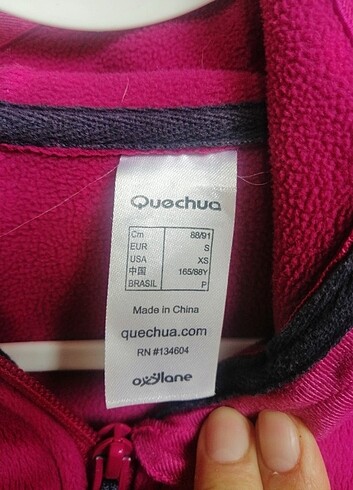 Quechua
Cm 88/91
EUR S
USA XS
中国 165/88Y
BRASIL P
Made in China
quechua.com
RN #134604
oxylane